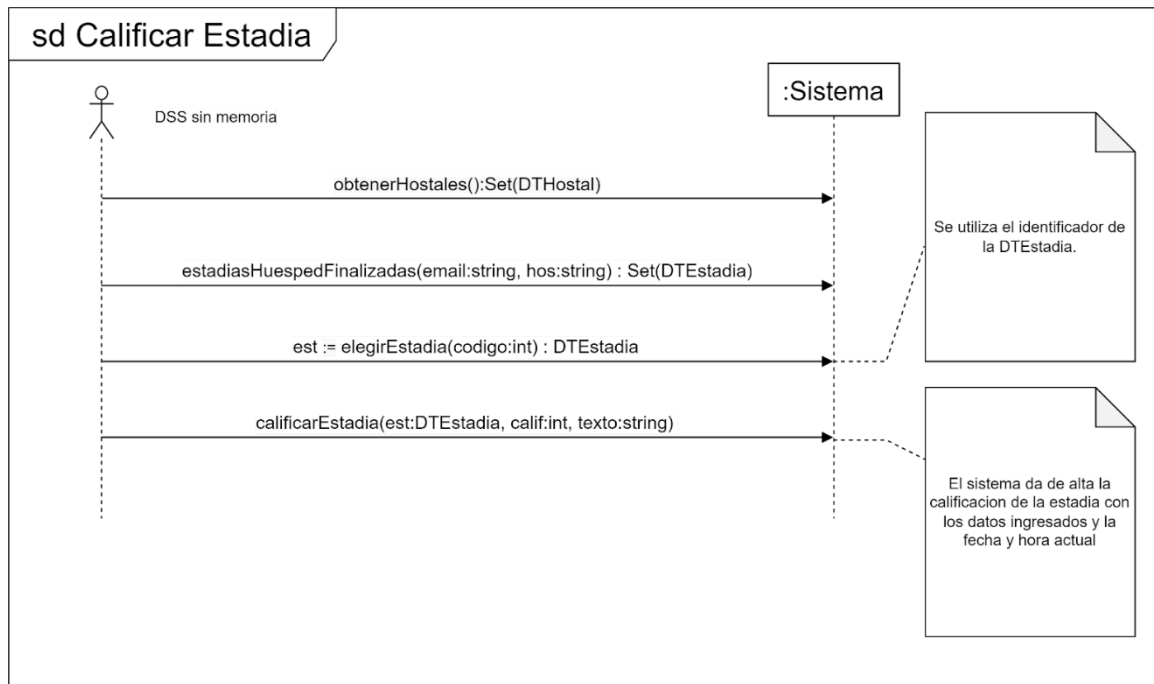 sd Calificar Estadia
DSS sin memoria
:Sistema
obtenerHostales():Set(DTHostal)
Se utiliza el identificador de
la DTEstadia.
estadiasHuespedFinalizadas(email:string, hos:string) : Set(DTEstadia)
est := elegirEstadia(codigo:int) : DTEstadia
calificarEstadia(est:DTEstadia, calif:int, texto:string)
El sistema da de alta la
calificacion de la estadia con
los datos ingresados y la
fecha y hora actual